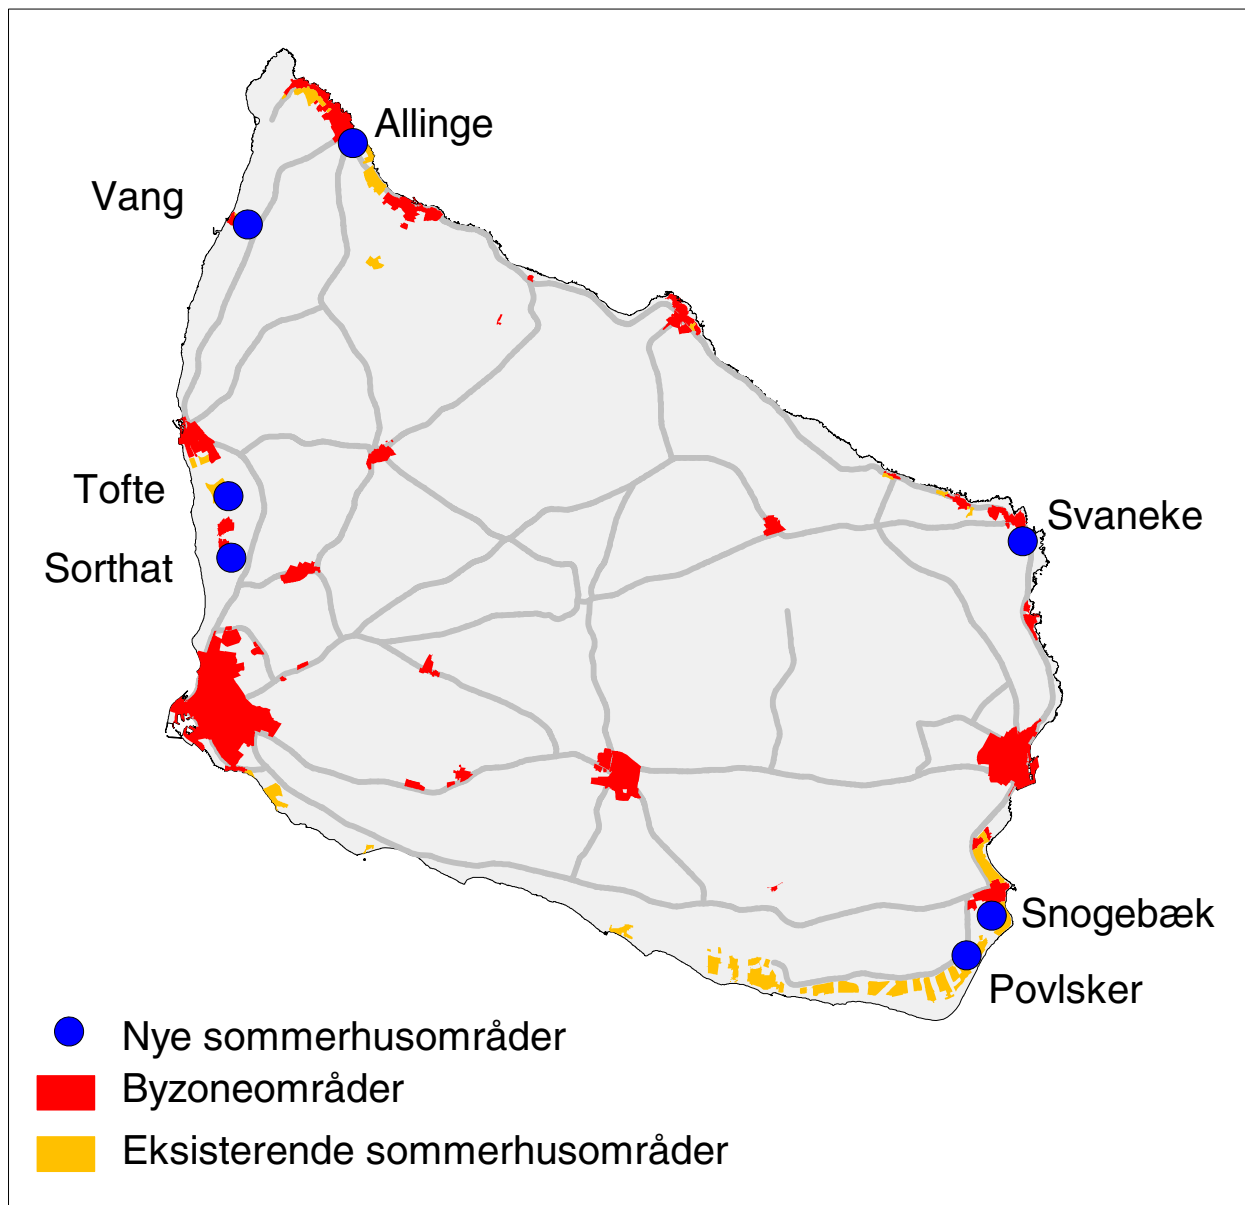 Allinge
Vang
Tofte
Svaneke
Sorthat
Snogebæk
Povlsker
Nye sommerhusområder
Byzoneområder
Eksisterende sommerhusområder